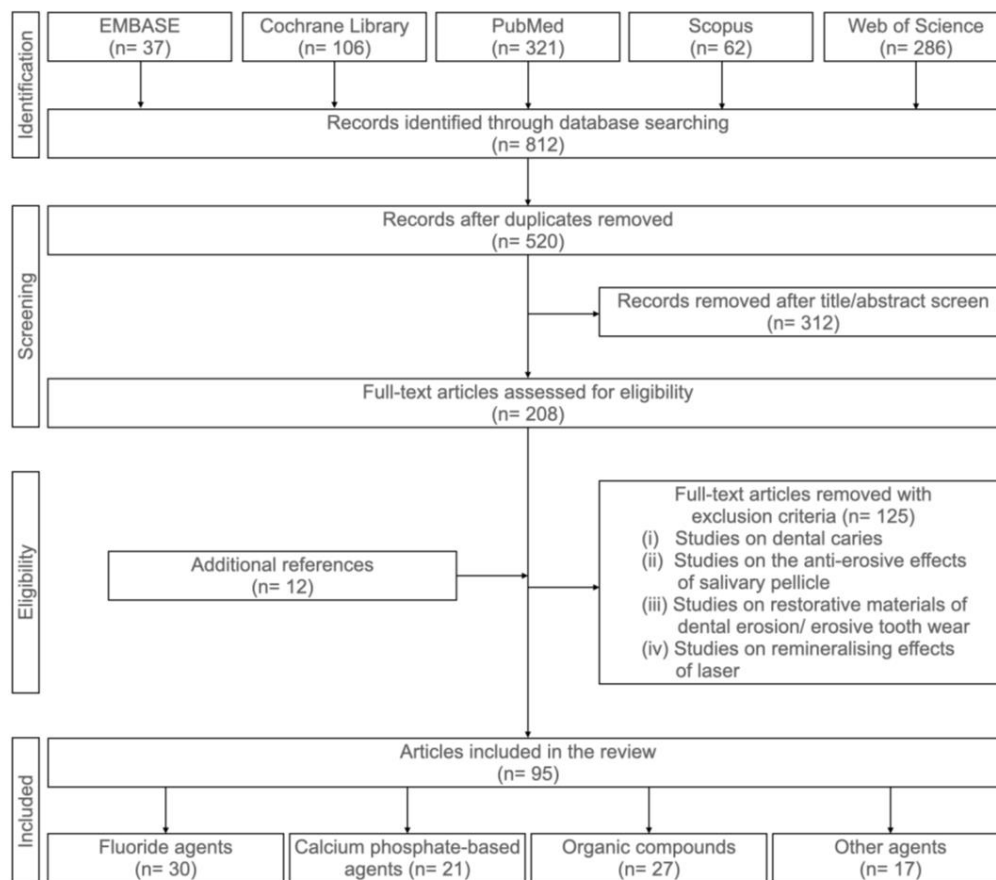 Identification
EMBASE
(n= 37)
Cochrane Library
(n= 106)
PubMed
(n= 321)
Scopus
(n= 62)
Web of Science
(n= 286)
Records identified through database searching
(n= 812)
Screening
Records after duplicates removed
(n= 520)
Records removed after title/abstract screen
(n= 312)
Full-text articles assessed for eligibility
(n= 208)
Eligibility
Additional references
(n= 12)
Full-text articles removed with
exclusion criteria (n= 125)
(i) Studies on dental caries
(ii) Studies on the anti-erosive effects
of salivary pellicle
(iii) Studies on restorative materials of
dental erosion/ erosive tooth wear
(iv) Studies on remineralising effects
of laser
Included
Articles included in the review
(n= 95)
Fluoride agents
(n= 30)
Calcium phosphate-based
agents (n= 21)
Organic compounds
(n= 27)
Other agents
(n= 17)